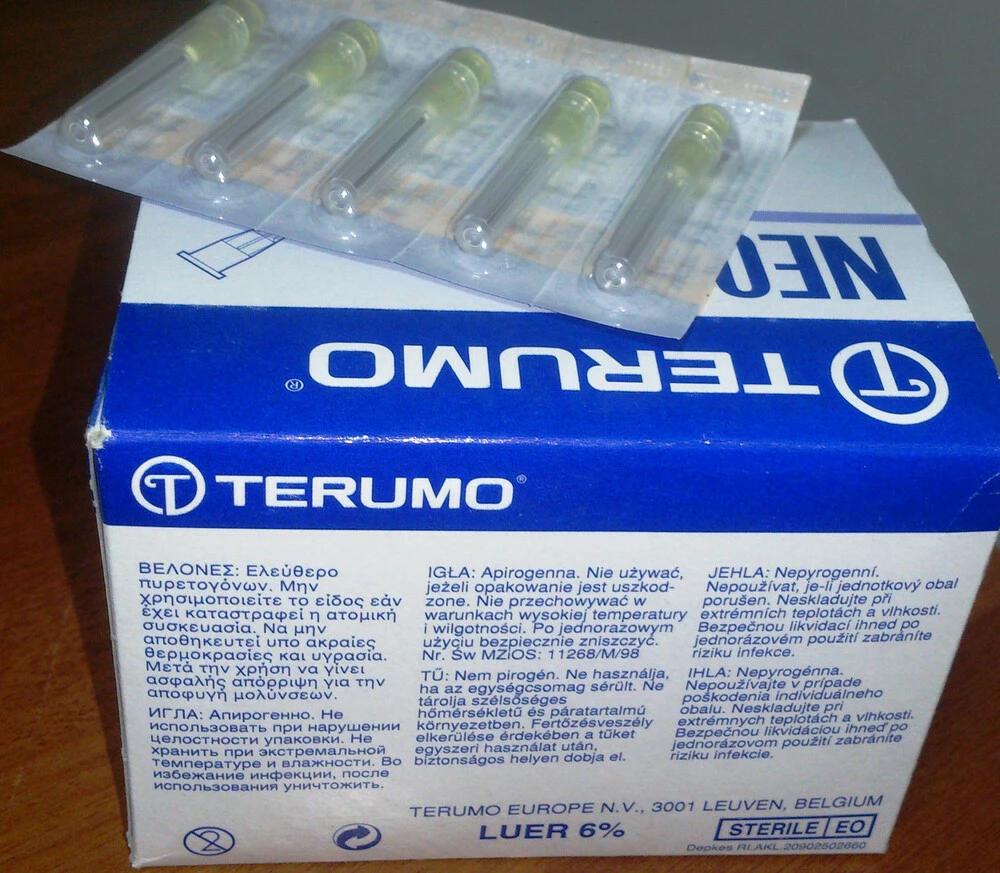 NEO
TERUMO®
TERUMO®
ΒΕΛΟΝΕΣ: Ελεύθερο
πυρετογόνων. Μην
χρησιμοποιείτε το είδος εάν
έχει καταστραφεί η ατομική
συσκευασία. Να μην
αποθηκευτεί υπο ακραίες
θερμοκρασίες και υγρασία.
Μετά την χρήση να γίνει
ασφαλής απόρριψη για την
αποφυγή μολύνσεων.
ИГЛА: Апирогенно. Не
использовать при нарушении
целостности упаковки. Не
хранить при экстремальной
температуре и влажности. Во
избежание инфекции, после
использования уничтожить.
IGŁA: Apirogenna. Nie używać,
jeżeli opakowanie jest uszkod-
zone. Nie przechowywać w
warunkach wysokiej temperatury
i wilgotności. Po jednorazowym
użyciu bezpiecznie zniszczyć.
Nr. Św MZiOS: 11268/M/98
TŰ: Nem pirogén. Ne használja,
ha az egységcsomag sérült. Ne
tárolja szélsőséges
hőmérsékletű és páratartalmú
környezetben. Fertőzésveszély
elkerülése érdekében a tűket
egyszeri használat után,
biztonságos helyen dobja el.
JEHLA: Nepyrogenní.
Nepoužívat, je-li jednotkový obal
porušen. Neskladujte při
extrémních teplotách a vlhkosti.
Bezpečnou likvidací ihned po
jednorázovém použití zabráníte
riziku infekce.
IHLA: Nepyrogénna.
Nepoužívajte v prípade
poškodenia individuálneho
obalu. Neskladujte pri
extrémnych teplotách a vlhkosti.
Bezpečnou likvidáciou ihneď po
jednorázovom použití zabráníte
riziku infekcie.
TERUMO EUROPE N.V., 3001 LEUVEN, BELGIUM
LUER 6%
STERILE EO
Depkes RI.AKL.20902502660
2